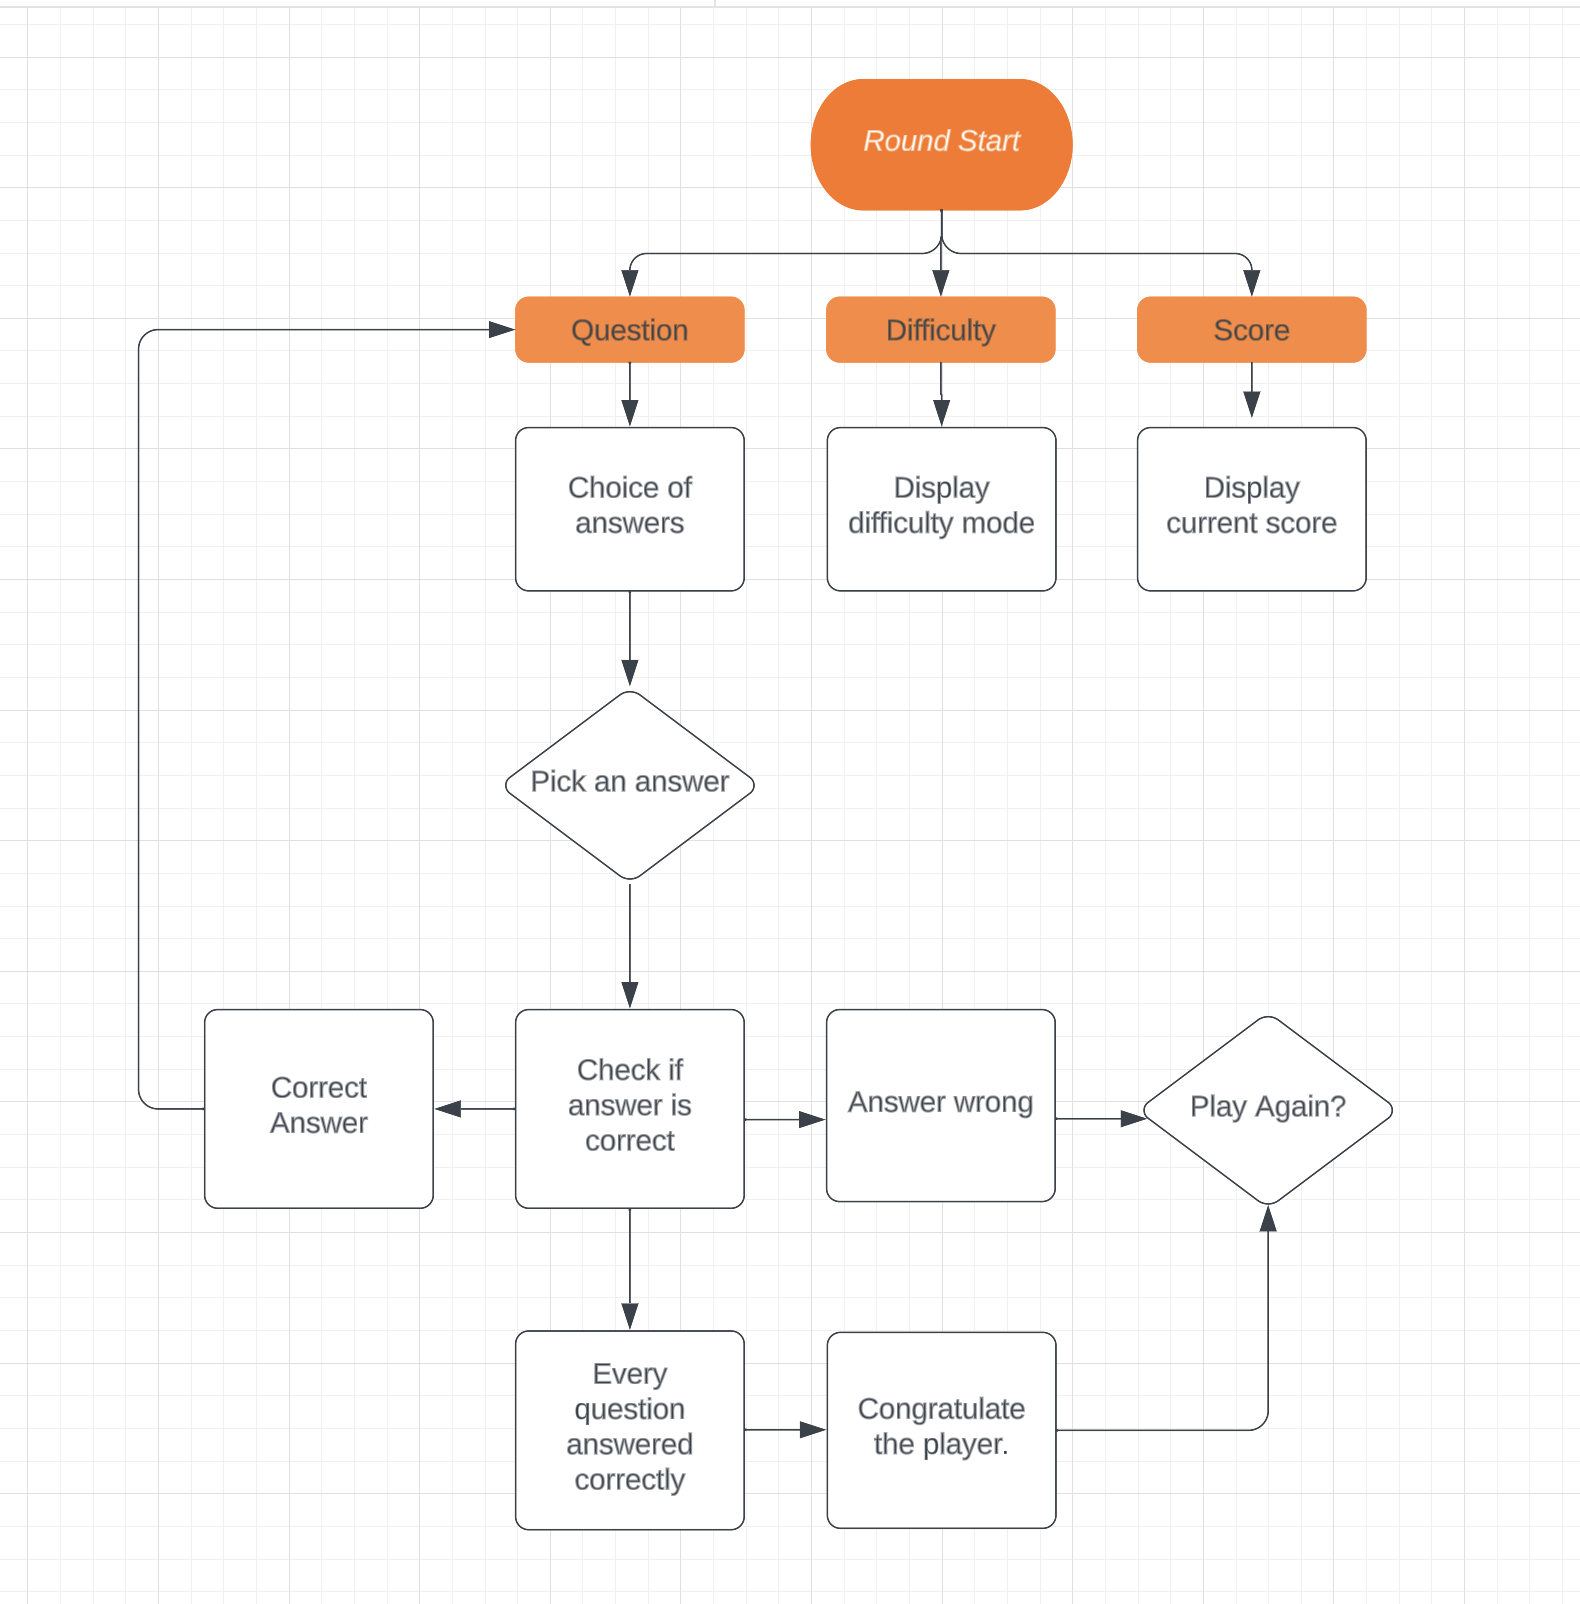 Round Start
Question
Difficulty
Score
Choice of
answers
Display
difficulty mode
Display
current score
Pick an answer
Correct
Answer
Check if
answer is
correct
Answer wrong
Play Again?
Every
question
answered
correctly
Congratulate
the player.